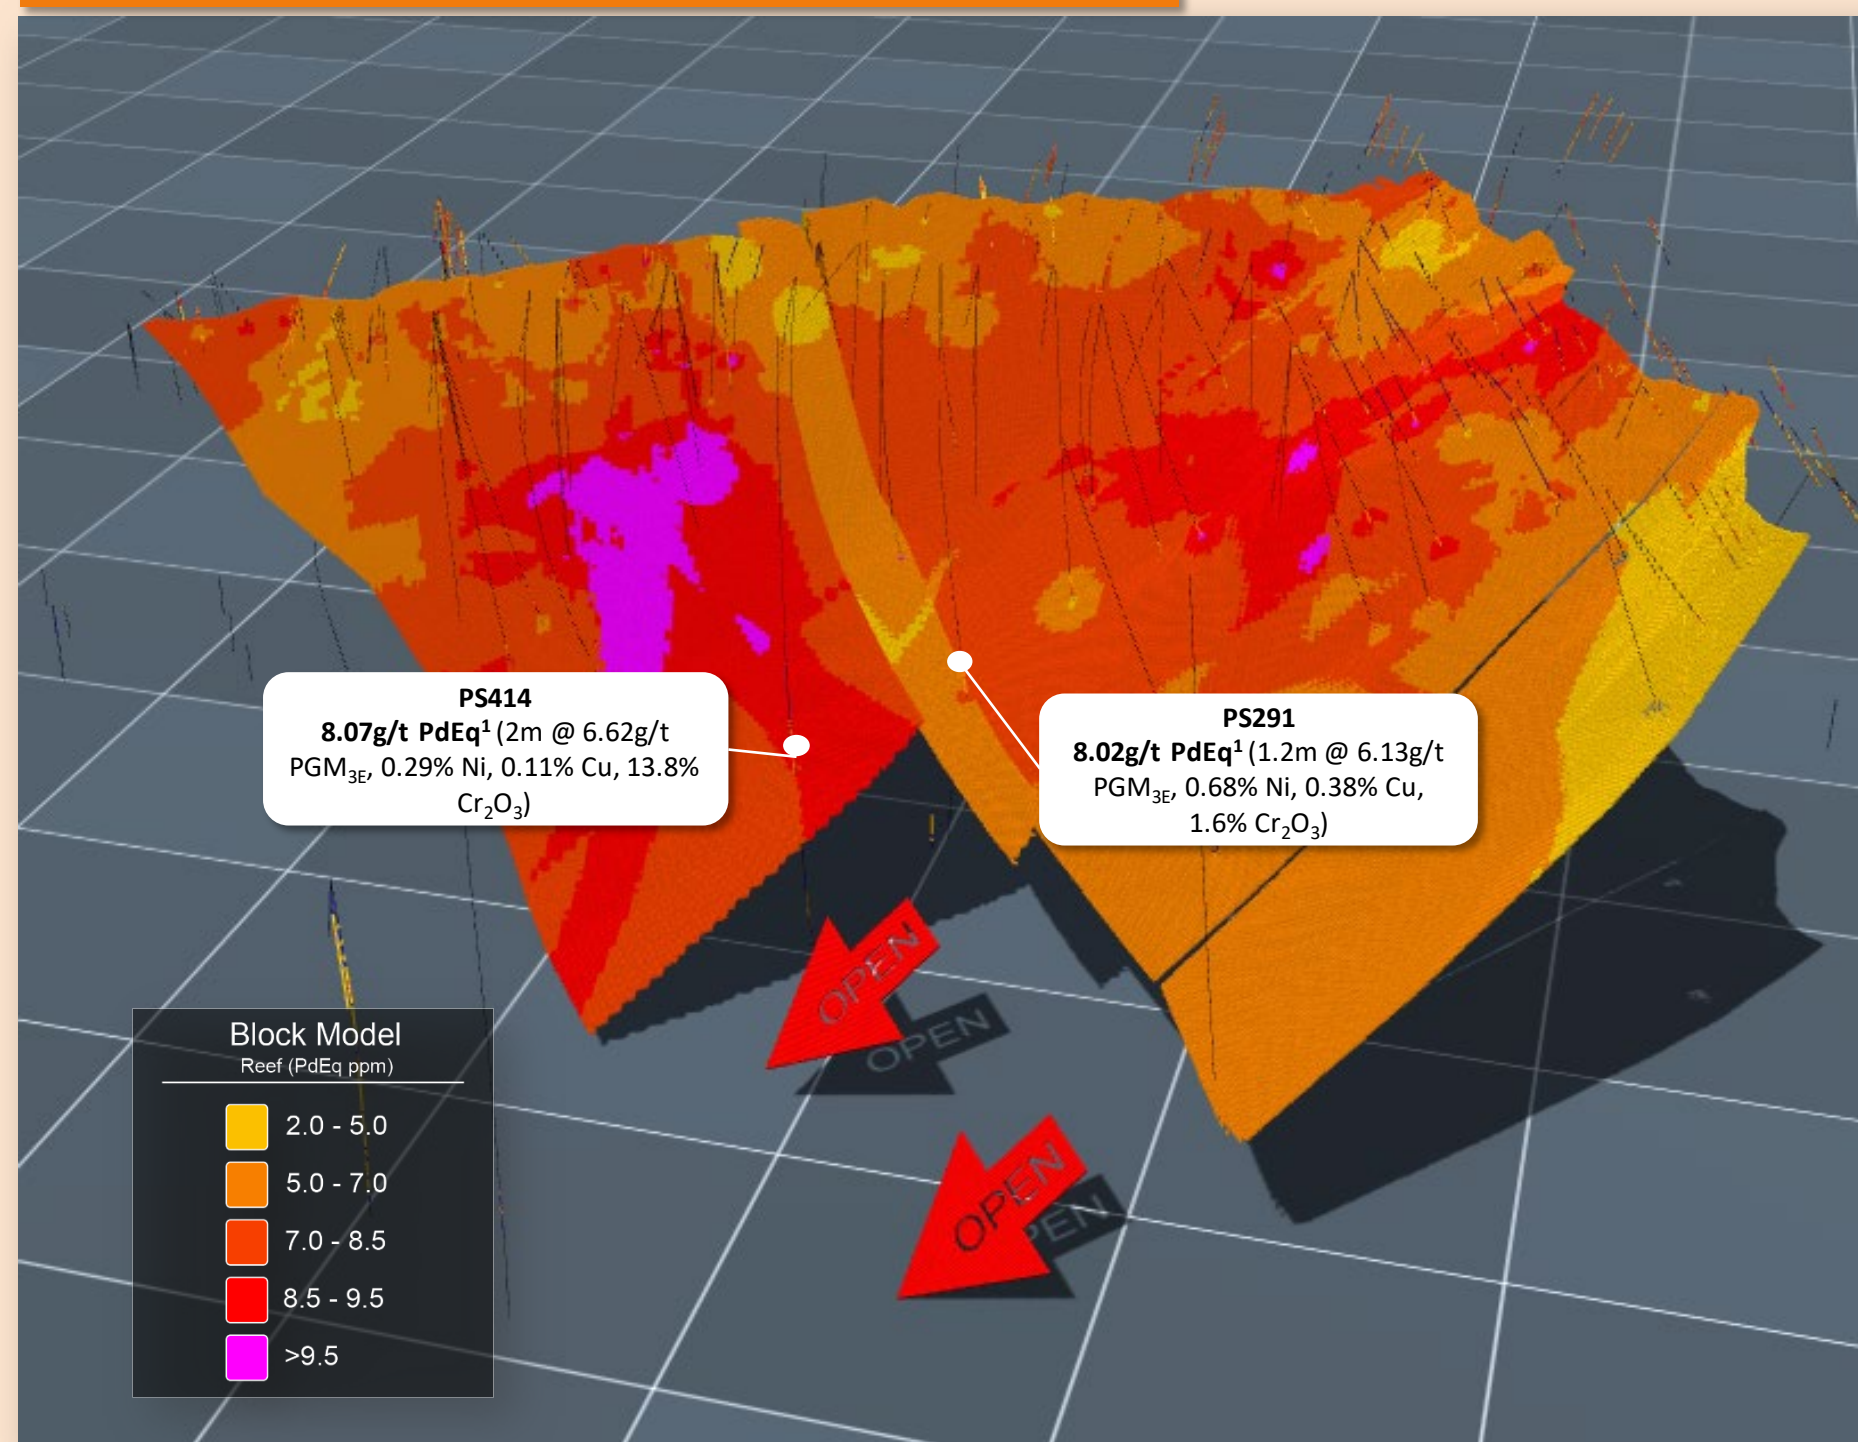 PS414
8.07g/t PdEq¹ (2m @ 6.62g/t
PGM₃E, 0.29% Ni, 0.11% Cu, 13.8%
Cr₂O₃)
PS291
8.02g/t PdEq¹ (1.2m @ 6.13g/t
PGM₃E, 0.68% Ni, 0.38% Cu,
1.6% Cr₂O₃)
OPEN
OPEN
OPEN
PEN
Block Model
Reef (PdEq ppm)
2.0 - 5.0
5.0 - 7.0
7.0 - 8.5
8.5 - 9.5
>9.5